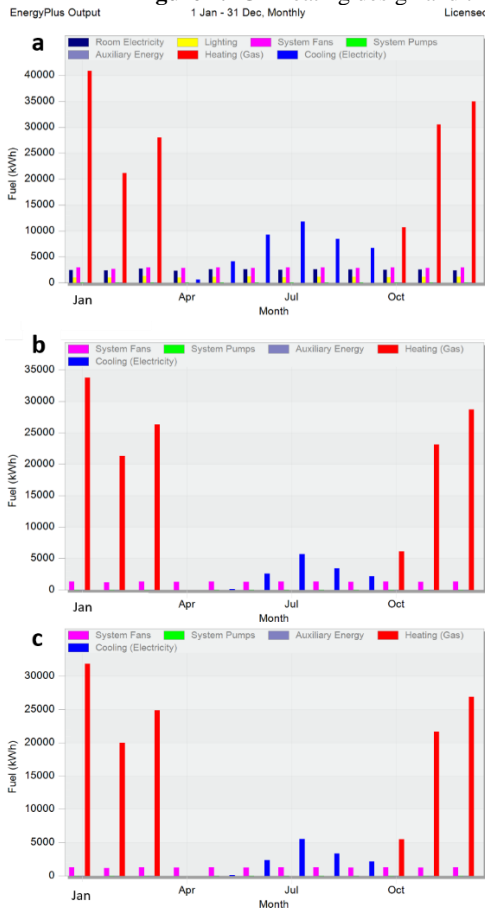 EnergyPlus Output 1 Jan - 31 Dec, Monthly Licensed
a
Room Electricity Lighting System Fans System Pumps
Auxiliary Energy Heating (Gas) Cooling (Electricity)
40000
35000
30000
25000
20000
15000
10000
5000
0
Fuel (kWh)
Jan Apr Jul Oct
Month
b
System Fans System Pumps Auxiliary Energy Heating (Gas)
Cooling (Electricity)
35000
30000
25000
20000
15000
10000
5000
0
Fuel (kWh)
Jan Apr Jul Oct
Month
c
System Fans System Pumps Auxiliary Energy Heating (Gas)
Cooling (Electricity)
30000
25000
20000
15000
10000
5000
0
Fuel (kWh)
Jan Apr Jul Oct
Month